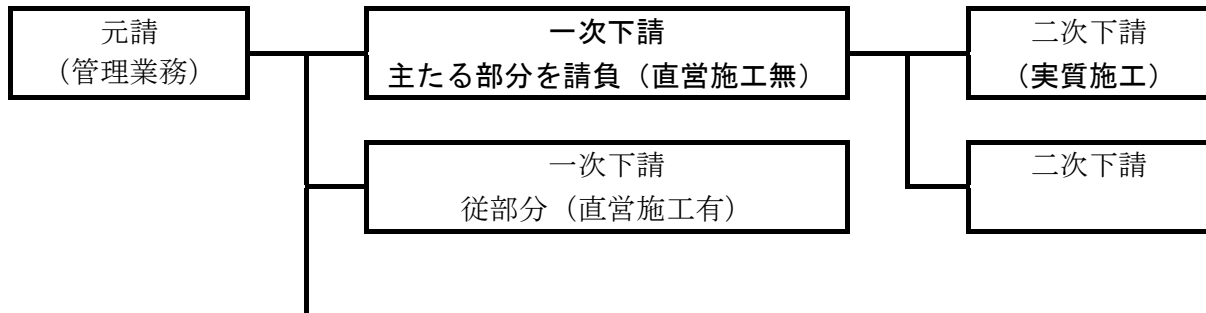 元請
（管理業務）
一次下請
主たる部分を請負（直営施工無）
二次下請
（実質施工）
一次下請
従部分（直営施工有）
二次下請